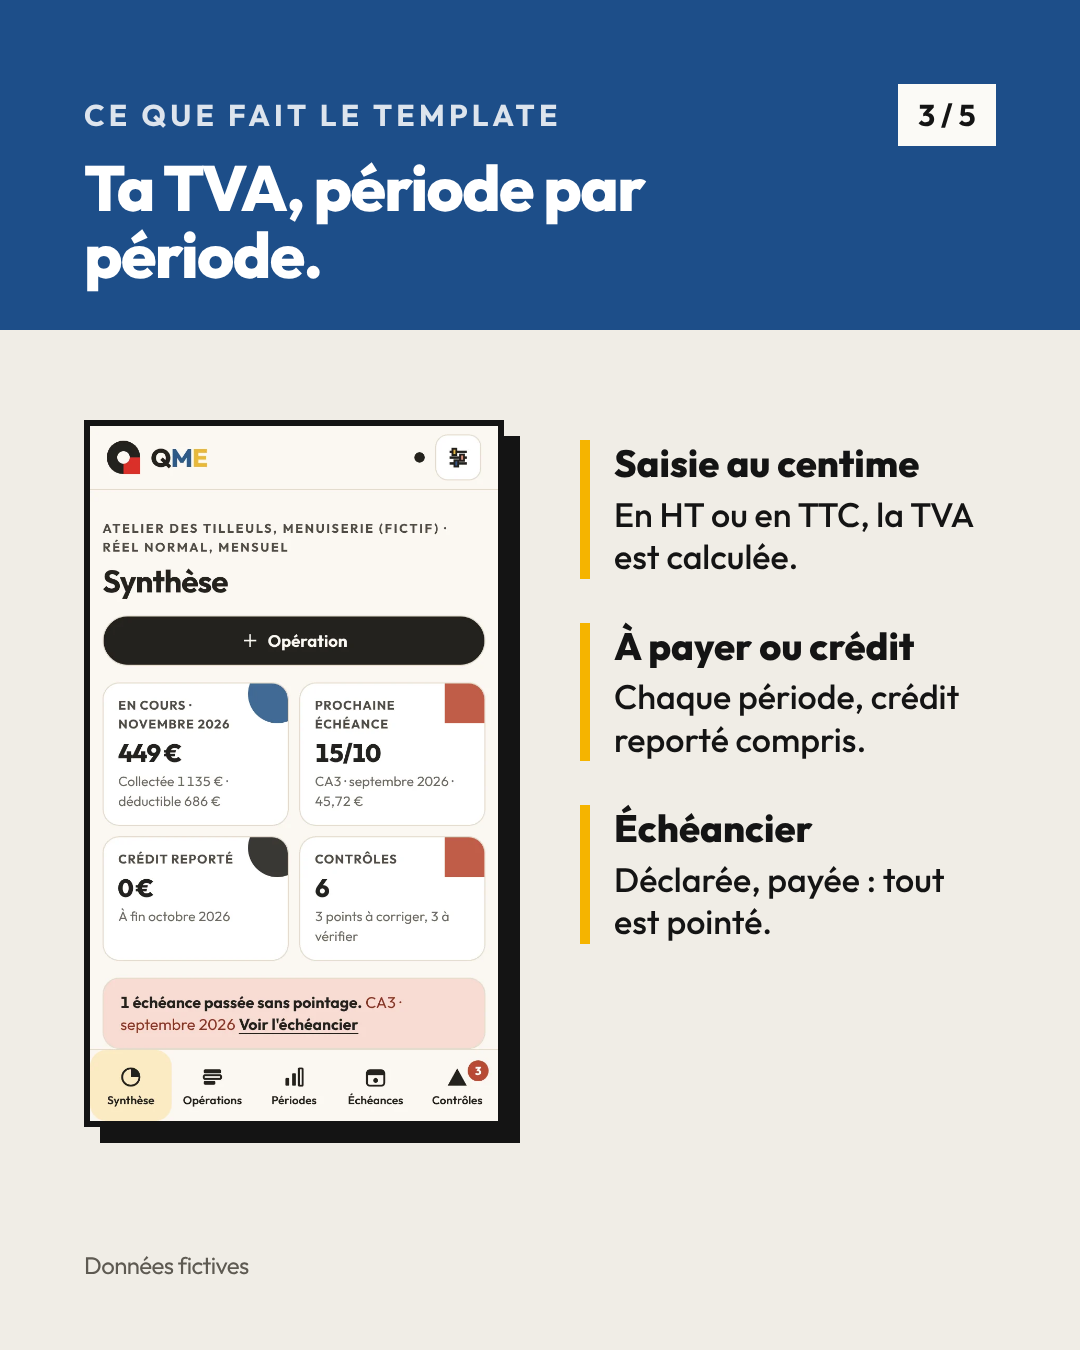 CE QUE FAIT LE TEMPLATE
3 / 5
Ta TVA, période par
période.
QME
ATELIER DES TILLEULS, MENUISERIE (FICTIF) ·
RÉEL NORMAL, MENSUEL
Synthèse
+ Opération
EN COURS ·
NOVEMBRE 2026
449 €
Collectée 1 135 € ·
déductible 686 €
PROCHAINE
ÉCHÉANCE
15/10
CA3 · septembre 2026 ·
45,72 €
CRÉDIT REPORTÉ
0 €
À fin octobre 2026
CONTRÔLES
6
3 points à corriger, 3 à
vérifier
1 échéance passée sans pointage. CA3 ·
septembre 2026 Voir l'échéancier
Synthèse
Opérations
Périodes
Échéances
3
Contrôles
Saisie au centime
En HT ou en TTC, la TVA
est calculée.
À payer ou crédit
Chaque période, crédit
reporté compris.
Échéancier
Déclarée, payée : tout
est pointé.
Données fictives